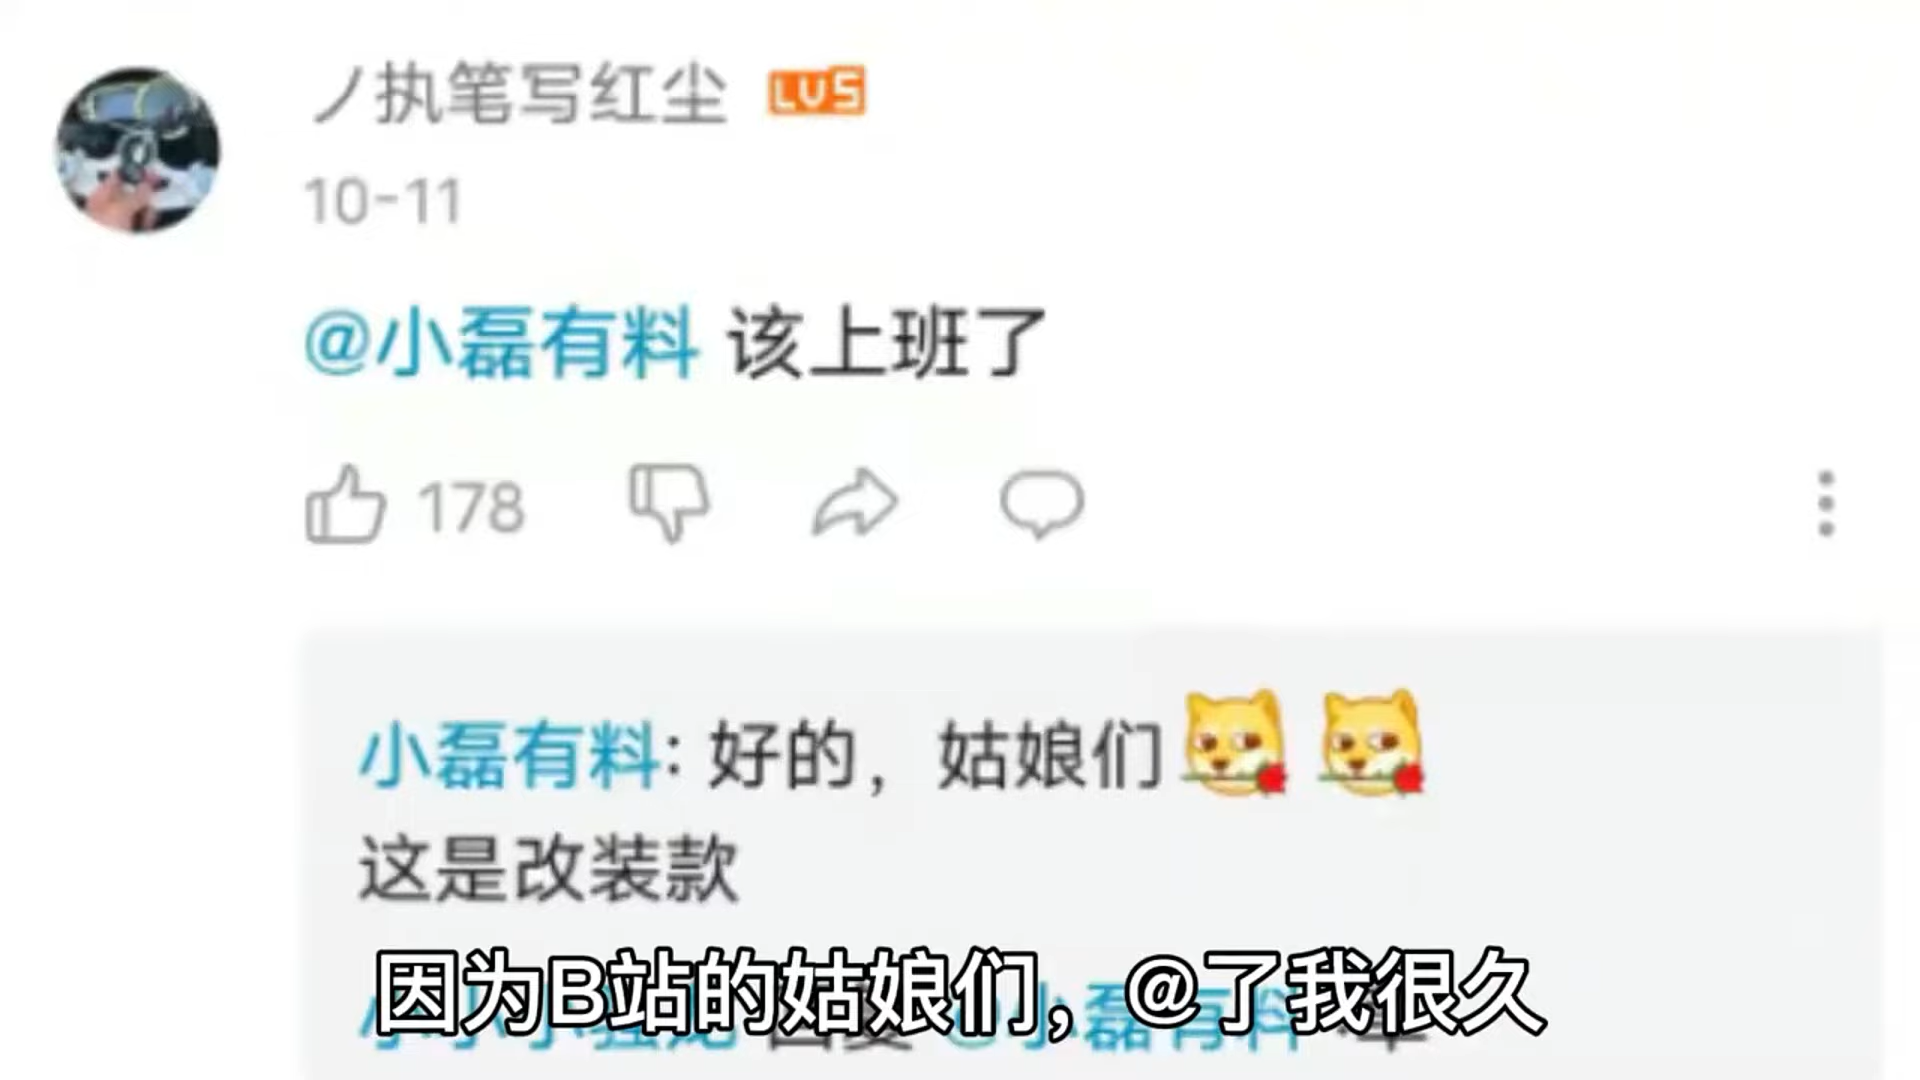 ノ执笔写红尘 LV5
10-11
@小磊有料 该上班了
178
小磊有料: 好的，姑娘们
这是改装款
因为B站的姑娘们，@了我很久